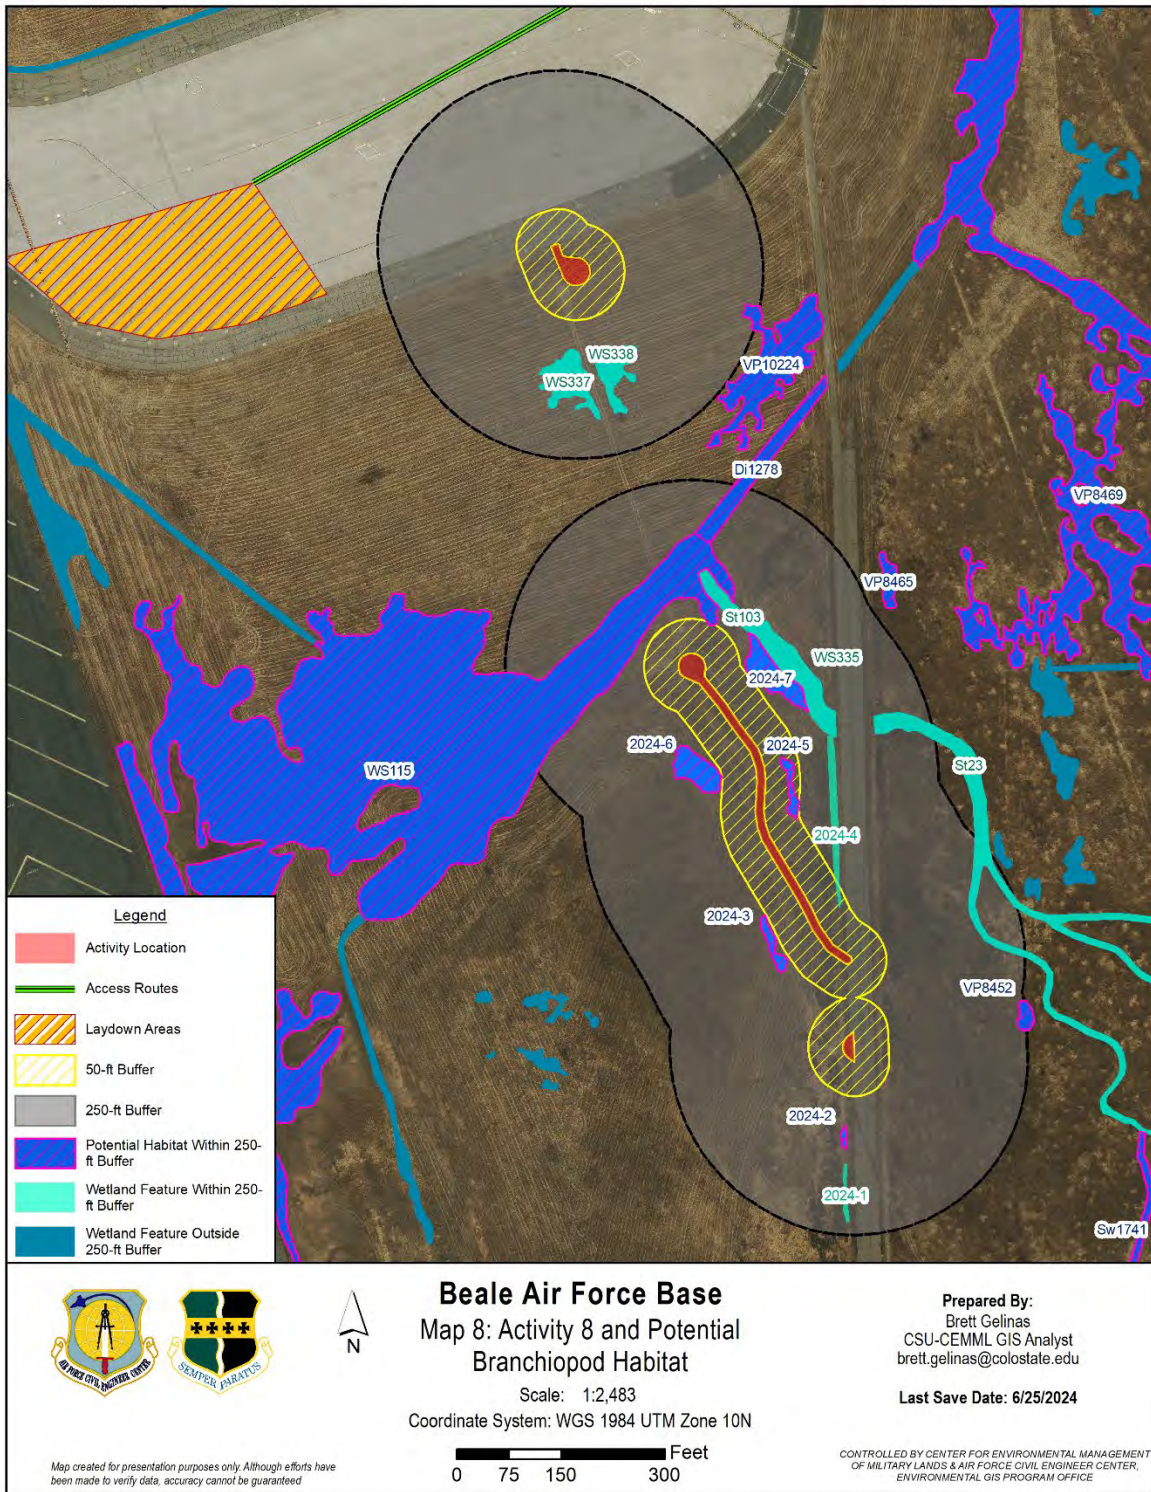 WS338
WS337
VP10224
Di1278
VP8469
VP8465
St103
WS335
2024-7
2024-6
2024-5
St23
WS115
2024-4
2024-3
VP8452
2024-2
2024-1
Sw1741
Legend
Activity Location
Access Routes
Laydown Areas
50-ft Buffer
250-ft Buffer
Potential Habitat Within 250-
ft Buffer
Wetland Feature Within 250-
ft Buffer
Wetland Feature Outside
250-ft Buffer
AIR FORCE CIVIL ENGINEER CENTER
SEMPER PARATUS
N
Beale Air Force Base
Map 8: Activity 8 and Potential
Branchiopod Habitat
Scale: 1:2,483
Coordinate System: WGS 1984 UTM Zone 10N
Feet
0 75 150 300
Prepared By:
Brett Gelinas
CSU-CEMML GIS Analyst
brett.gelinas@colostate.edu
Last Save Date: 6/25/2024
Map created for presentation purposes only. Although efforts have
been made to verify data, accuracy cannot be guaranteed
CONTROLLED BY CENTER FOR ENVIRONMENTAL MANAGEMENT
OF MILITARY LANDS & AIR FORCE CIVIL ENGINEER CENTER,
ENVIRONMENTAL GIS PROGRAM OFFICE